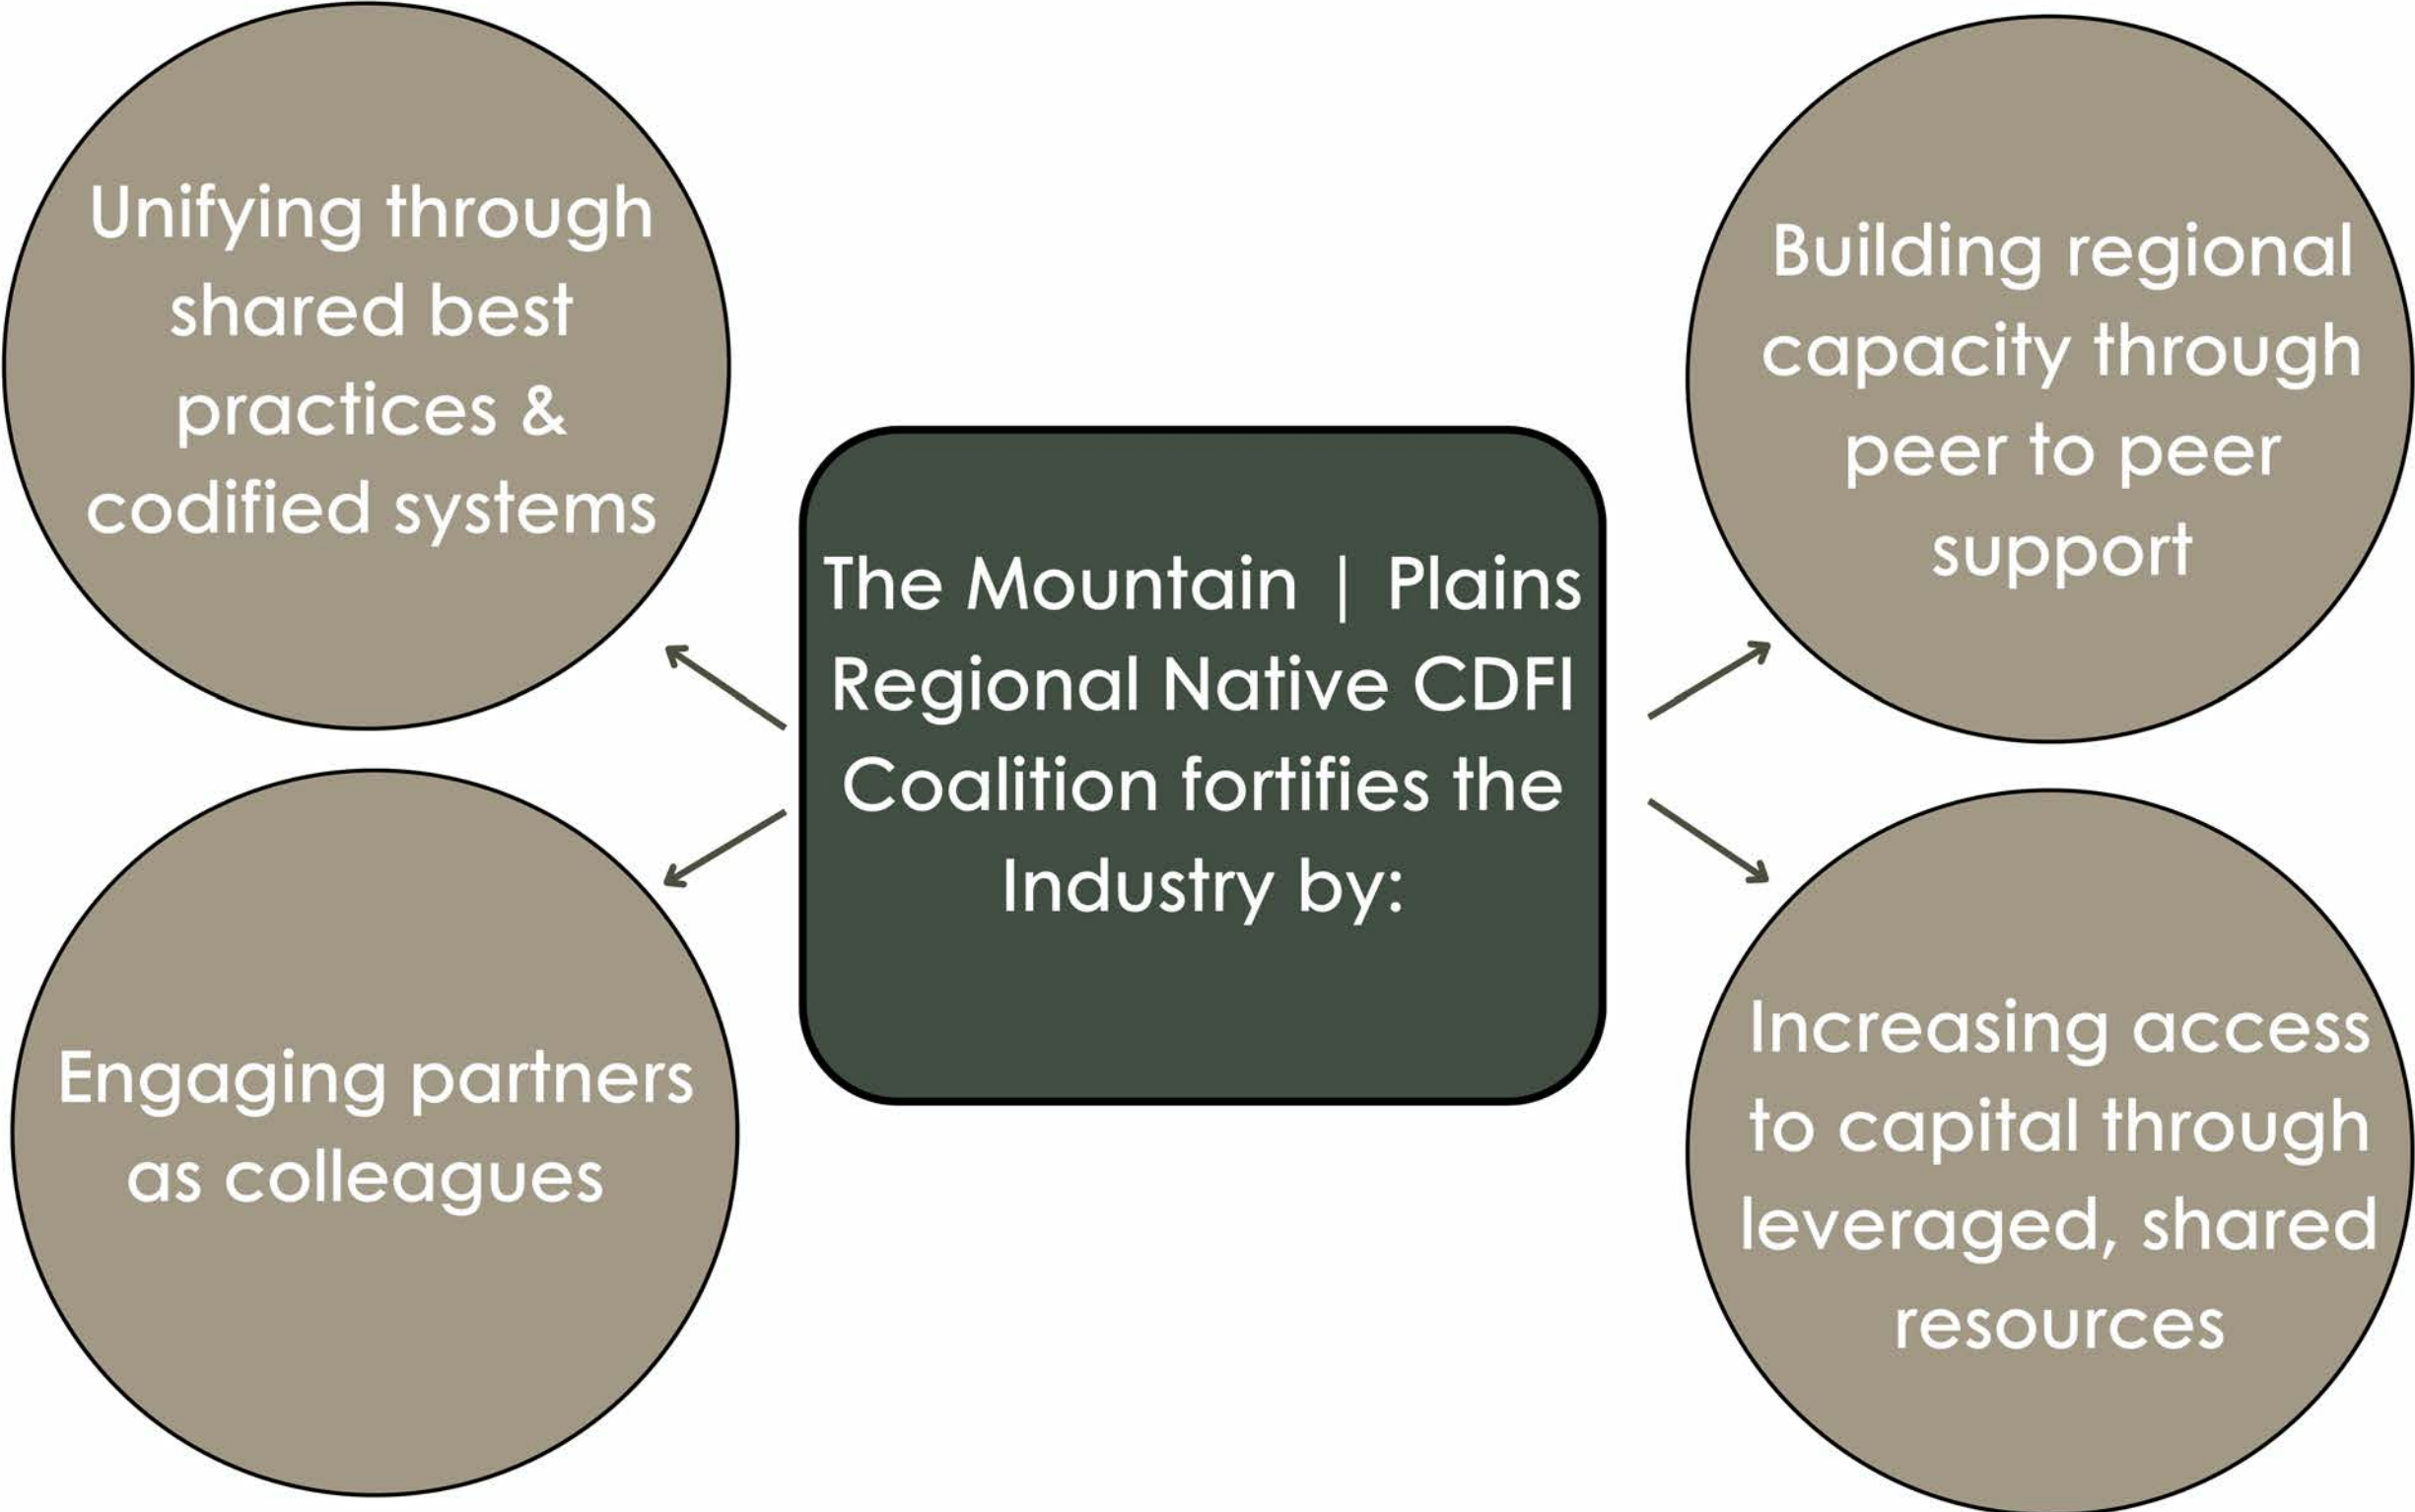 Unifying through
shared best
practices &
codified systems
Building regional
capacity through
peer to peer
support
The Mountain | Plains
Regional Native CDFI
Coalition fortifies the
Industry by:
Engaging partners
as colleagues
Increasing access
to capital through
leveraged, shared
resources